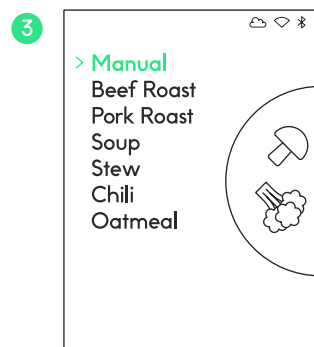 3
> Manual
Beef Roast
Pork Roast
Soup
Stew
Chili
Oatmeal